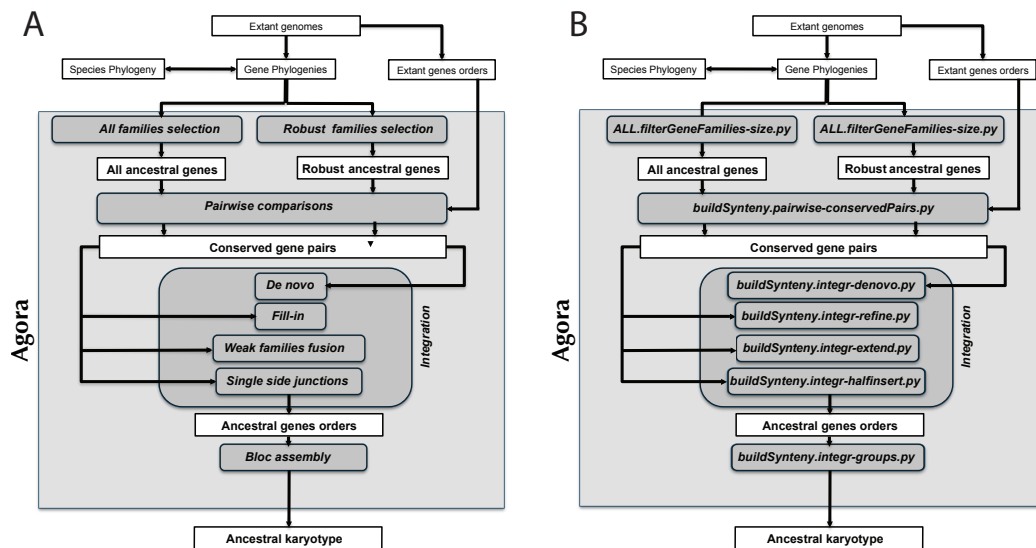 A
Extant genomes
Species Phylogeny
Gene Phylogenies
Extant genes orders
All families selection
Robust families selection
All ancestral genes
Robust ancestral genes
Pairwise comparisons
Conserved gene pairs
De novo
Fill-in
Weak families fusion
Single side junctions
Integration
Agora
Ancestral genes orders
Bloc assembly
Ancestral karyotype
B
Extant genomes
Species Phylogeny
Gene Phylogenies
Extant genes orders
ALL.filterGeneFamilies-size.py
ALL.filterGeneFamilies-size.py
All ancestral genes
Robust ancestral genes
buildSynteny.pairwise-conservedPairs.py
Conserved gene pairs
buildSynteny.integr-denovo.py
buildSynteny.integr-refine.py
buildSynteny.integr-extend.py
buildSynteny.integr-halfinsert.py
Integration
Agora
Ancestral genes orders
buildSynteny.integr-groups.py
Ancestral karyotype